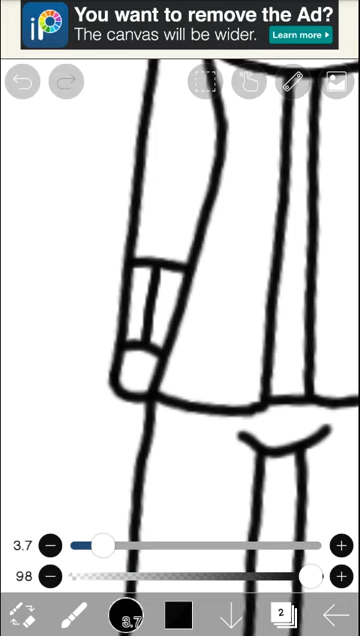 iP
You want to remove the Ad?
The canvas will be wider.
Learn more
3.7
98
3.7
2